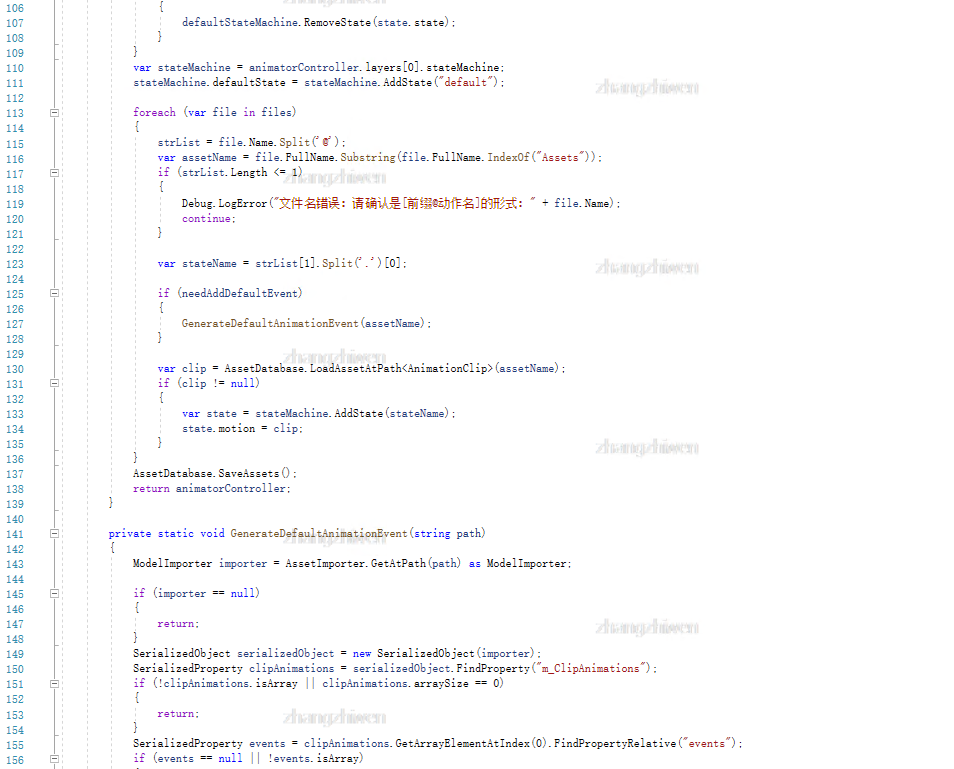 106 {
107 defaultStateMachine.RemoveState(state.state);
108 }
109 }
110 var stateMachine = animatorController.layers[0].stateMachine;
111 stateMachine.defaultState = stateMachine.AddState("default");
112
113 foreach (var file in files)
114 {
115 strList = file.Name.Split('@');
116 var assetName = file.FullName.Substring(file.FullName.IndexOf("Assets"));
117 if (strList.Length <= 1)
118 {
119 Debug.LogError("文件名错误：请确认是[前缀@动作名]的形式：" + file.Name);
120 continue;
121 }
122
123 var stateName = strList[1].Split('.')[0];
124
125 if (needAddDefaultEvent)
126 {
127 GenerateDefaultAnimationEvent(assetName);
128 }
129
130 var clip = AssetDatabase.LoadAssetAtPath<AnimationClip>(assetName);
131 if (clip != null)
132 {
133 var state = stateMachine.AddState(stateName);
134 state.motion = clip;
135 }
136 }
137 AssetDatabase.SaveAssets();
138 return animatorController;
139 }
140
141 private static void GenerateDefaultAnimationEvent(string path)
142 {
143 ModelImporter importer = AssetImporter.GetAtPath(path) as ModelImporter;
144
145 if (importer == null)
146 {
147 return;
148 }
149 SerializedObject serializedObject = new SerializedObject(importer);
150 SerializedProperty clipAnimations = serializedObject.FindProperty("m_ClipAnimations");
151 if (!clipAnimations.isArray || clipAnimations.arraySize == 0)
152 {
153 return;
154 }
155 SerializedProperty events = clipAnimations.GetArrayElementAtIndex(0).FindPropertyRelative("events");
156 if (events == null || !events.isArray)
zhangzhiwen
zhangzhiwen
zhangzhiwen
zhangzhiwen
zhangzhiwen
zhangzhiwen
zhangzhiwen
zhangzhiwen
zhangzhiwen